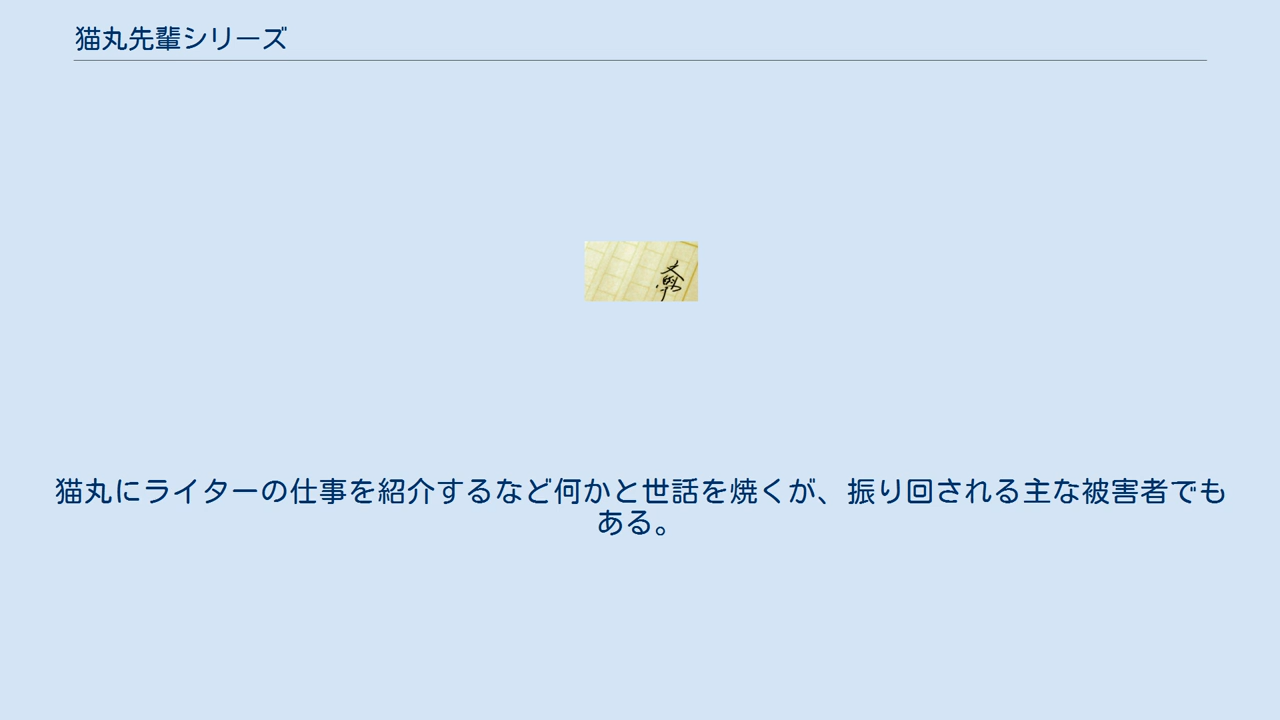 猫丸先輩シリーズ
猫丸にライターの仕事を紹介するなど何かと世話を焼くが、振り回される主な被害者でも
ある。